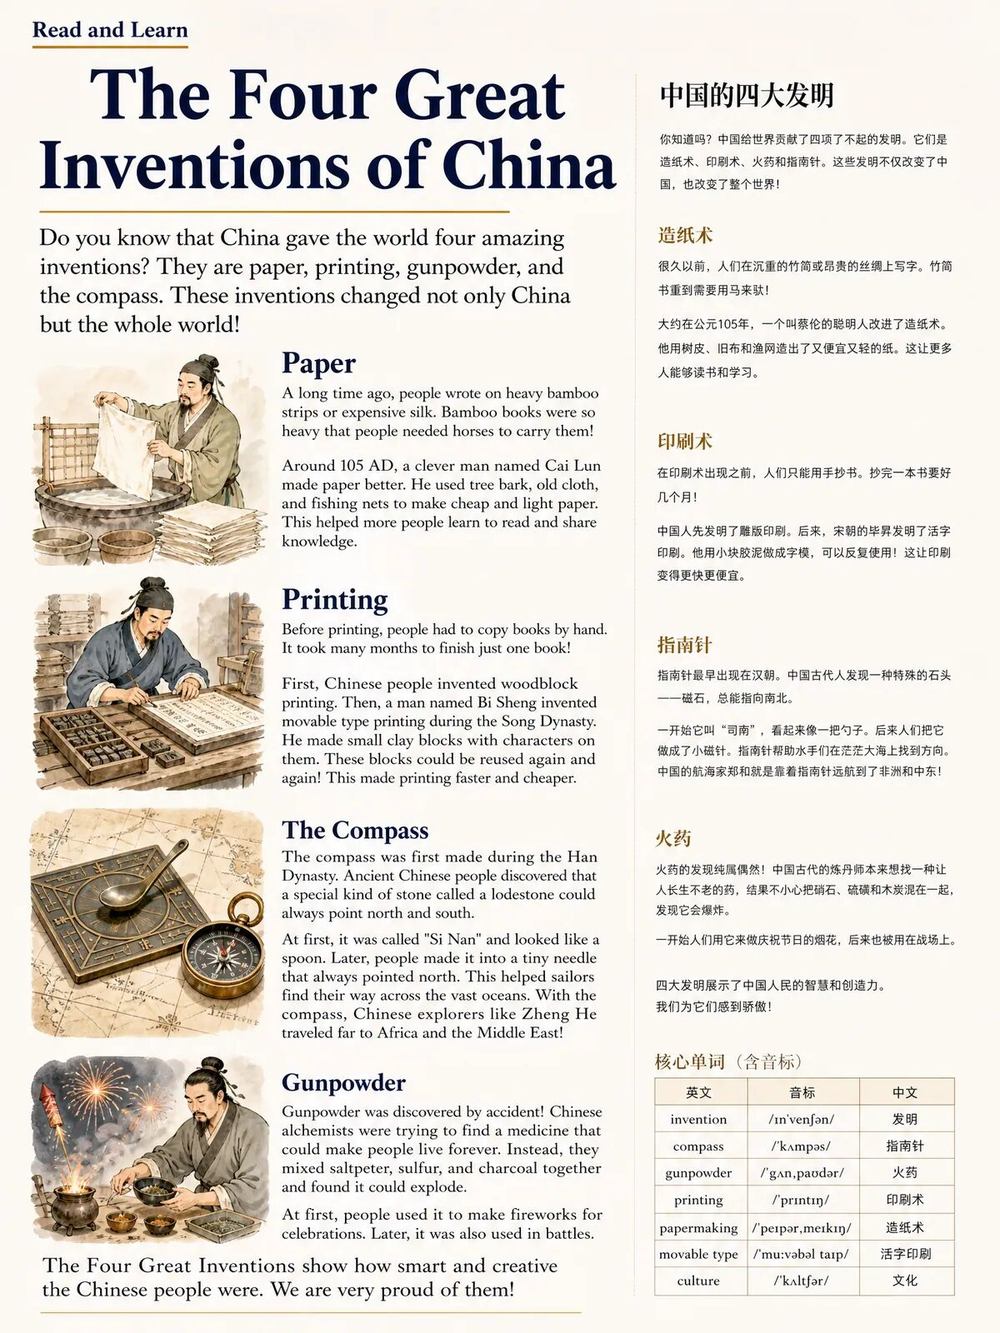 Read and Learn
The Four Great
Inventions of China
Do you know that China gave the world four amazing
inventions? They are paper, printing, gunpowder, and
the compass. These inventions changed not only China
but the whole world!
Paper
A long time ago, people wrote on heavy bamboo
strips or expensive silk. Bamboo books were so
heavy that people needed horses to carry them!
Around 105 AD, a clever man named Cai Lun
made paper better. He used tree bark, old cloth,
and fishing nets to make cheap and light paper.
This helped more people learn to read and share
knowledge.
Printing
Before printing, people had to copy books by hand.
It took many months to finish just one book!
First, Chinese people invented woodblock
printing. Then, a man named Bi Sheng invented
movable type printing during the Song Dynasty.
He made small clay blocks with characters on
them. These blocks could be reused again and
again! This made printing faster and cheaper.
The Compass
The compass was first made during the Han
Dynasty. Ancient Chinese people discovered that
a special kind of stone called a lodestone could
always point north and south.
At first, it was called "Si Nan" and looked like a
spoon. Later, people made it into a tiny needle
that always pointed north. This helped sailors
find their way across the vast oceans. With the
compass, Chinese explorers like Zheng He
traveled far to Africa and the Middle East!
Gunpowder
Gunpowder was discovered by accident! Chinese
alchemists were trying to find a medicine that
could make people live forever. Instead, they
mixed saltpeter, sulfur, and charcoal together
and found it could explode.
At first, people used it to make fireworks for
celebrations. Later, it was also used in battles.
The Four Great Inventions show how smart and creative
the Chinese people were. We are very proud of them!
中国的四大发明
你知道吗？中国给世界贡献了四项了不起的发明。它们是
造纸术、印刷术、火药和指南针。这些发明不仅改变了中
国，也改变了整个世界！
造纸术
很久以前，人们在沉重的竹简或昂贵的丝绸上写字。竹简
书重到需要用马来驮！
大约在公元105年，一个叫蔡伦的聪明人改进了造纸术。
他用树皮、旧布和渔网造出了又便宜又轻的纸。这让更多
人能够读书和学习。
印刷术
在印刷术出现之前，人们只能用手抄书。抄完一本书要好
几个月！
中国人先发明了雕版印刷。后来，宋朝的毕昇发明了活字
印刷。他用小块胶泥做成字模，可以反复使用！这让印刷
变得更快更便宜。
指南针
指南针最早出现在汉朝。中国古代人发现一种特殊的石头
——磁石，总能指向南北。
一开始它叫“司南”，看起来像一把勺子。后来人们把它
做成了小磁针。指南针帮助水手们在茫茫大海上找到方向。
中国的航海家郑和就是靠着指南针远航到了非洲和中东！
火药
火药的发现纯属偶然！中国古代的炼丹师本来想找一种让
人长生不老的药，结果不小心把硝石、硫磺和木炭混在一起，
发现它会爆炸。
一开始人们用它来做庆祝节日的烟花，后来也被用在战场上。
四大发明展示了中国人民的智慧和创造力。
我们为它们感到骄傲！
核心单词（含音标）
英文 音标 中文
invention /ɪnˈvenʃən/ 发明
compass /ˈkʌmpəs/ 指南针
gunpowder /ˈɡʌnˌpaʊdər/ 火药
printing /ˈprɪntɪŋ/ 印刷术
papermaking /ˈpeɪpərˌmeɪkɪŋ/ 造纸术
movable type /ˈmuːvəbəl taɪp/ 活字印刷
culture /ˈkʌltʃər/ 文化